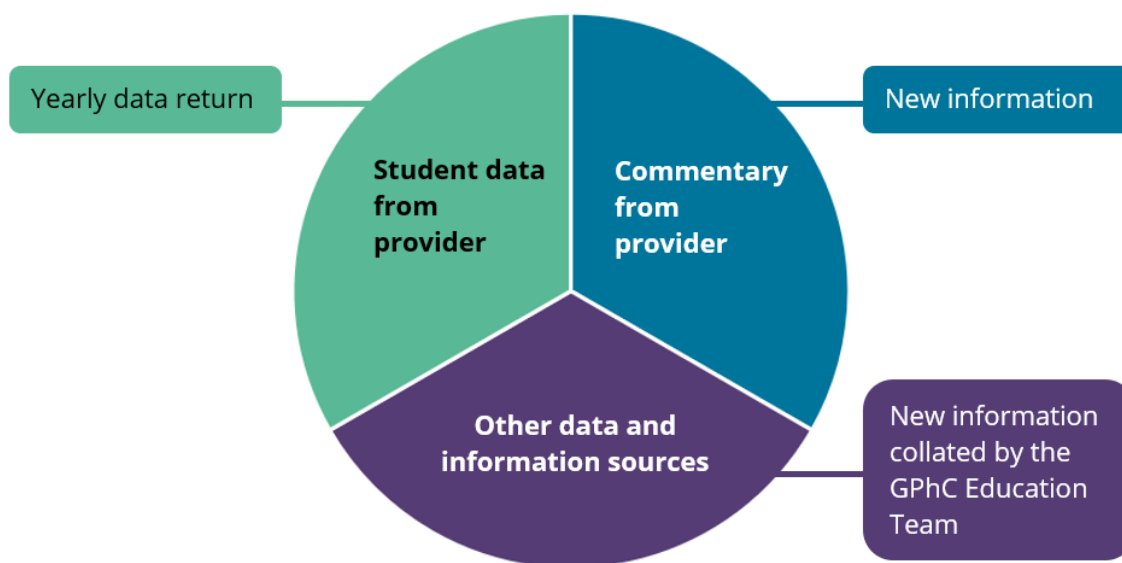 Yearly data return
New information
Student data
from
provider
Commentary
from
provider
Other data and
information sources
New information
collated by the
GPhC Education
Team